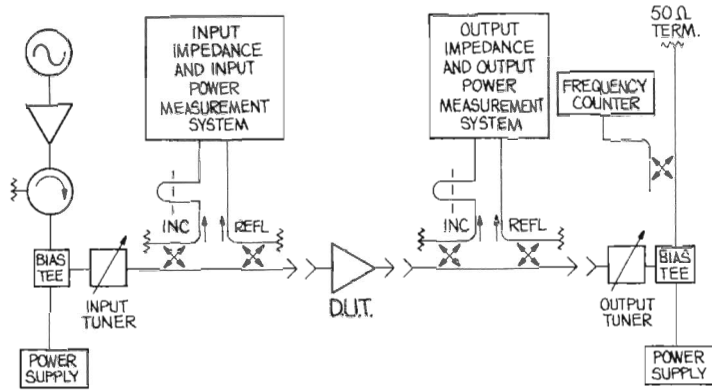 INPUT
IMPEDANCE
AND INPUT
POWER
MEASUREMENT
SYSTEM
OUTPUT
IMPEDANCE
AND OUTPUT
POWER
MEASUREMENT
SYSTEM
50Ω
TERM.
FREQUENCY
COUNTER
INC
REFL
INC
REFL
BIAS
TEE
INPUT
TUNER
D.U.T.
OUTPUT
TUNER
BIAS
TEE
POWER
SUPPLY
POWER
SUPPLY